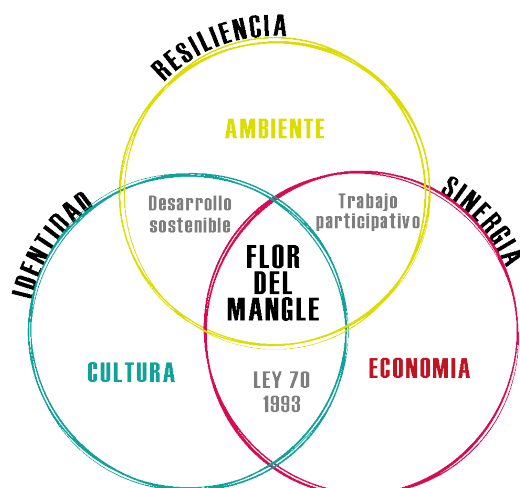 RESILIENCIA
AMBIENTE
IDENTIDAD
SINERGIA
Desarrollo
sostenible
Trabajo
participativo
FLOR
DEL
MANGLE
CULTURA
LEY 70
1993
ECONOMIA